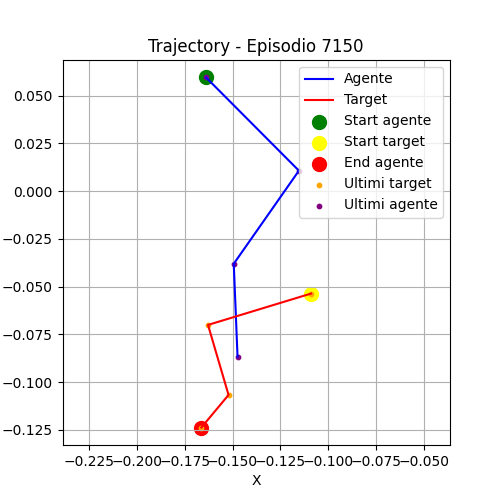 Trajectory - Episodio 7150
Agente
Target
Start agente
Start target
End agente
Ultimi target
Ultimi agente
0.050
0.025
0.000
−0.025
−0.050
−0.075
−0.100
−0.125
−0.225 −0.200 −0.175 −0.150 −0.125 −0.100 −0.075 −0.050
X